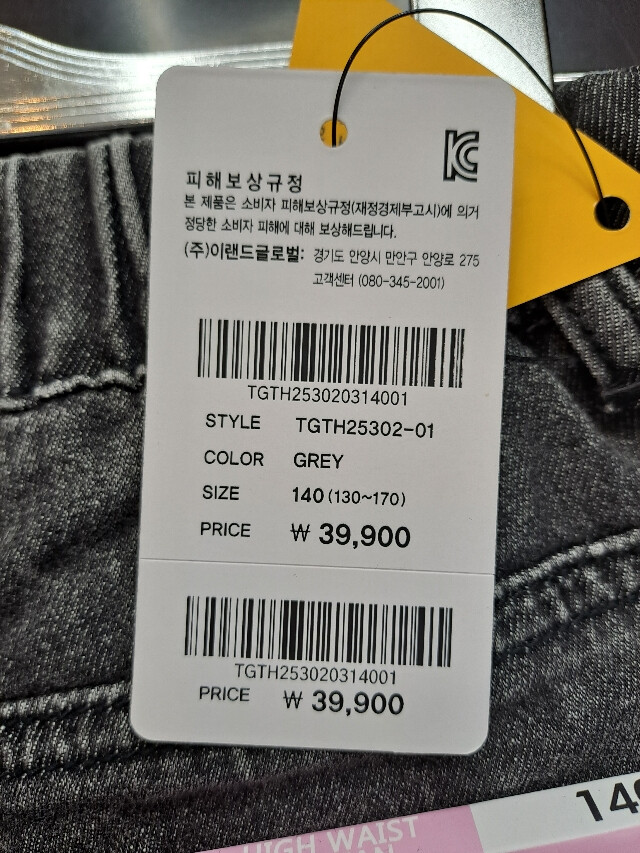 KC
피해보상규정
본 제품은 소비자 피해보상규정(재정경제부고시)에 의거
정당한 소비자 피해에 대해 보상해드립니다.
(주)이랜드글로벌: 경기도 안양시 만안구 안양로 275
고객센터 (080-345-2001)
TGTH253020314001
STYLE TGTH25302-01
COLOR GREY
SIZE 140 (130~170)
PRICE ₩ 39,900
TGTH253020314001
PRICE ₩ 39,900
HIGH WAIST